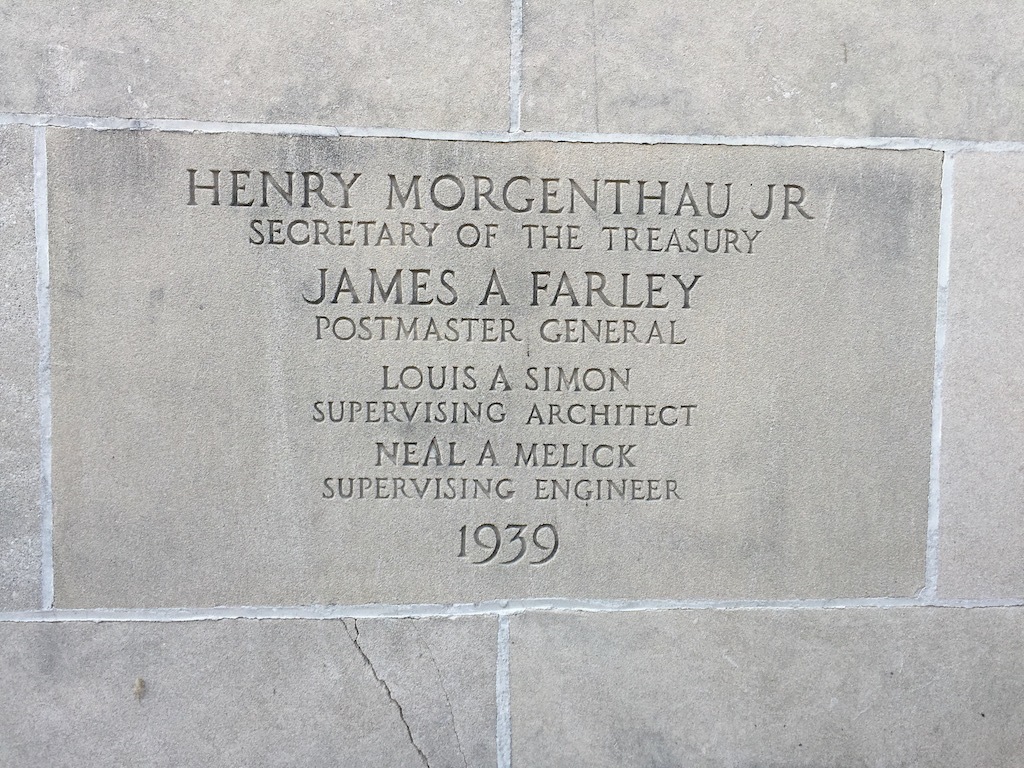 HENRY MORGENTHAU JR
SECRETARY OF THE TREASURY
JAMES A FARLEY
POSTMASTER GENERAL
LOUIS A SIMON
SUPERVISING ARCHITECT
NEAL A MELICK
SUPERVISING ENGINEER
1939